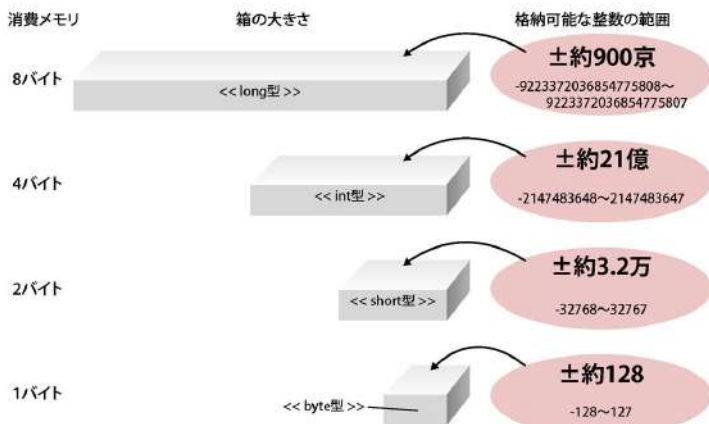 消費メモリ 箱の大きさ 格納可能な整数の範囲
8バイト
<< long型 >>
±約900京
-9223372036854775808～
9223372036854775807
4バイト
<< int型 >>
±約21億
-2147483648～2147483647
2バイト
<< short型 >>
±約3.2万
-32768～32767
1バイト
<< byte型 >>
±約128
-128～127